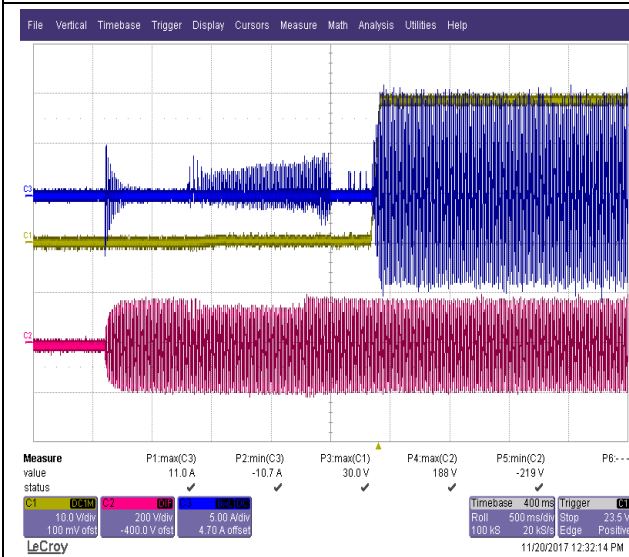 File Vertical Timebase Trigger Display Cursors Measure Math Analysis Utilities Help
C3
C1
C2
Measure P1:max(C3) P2:min(C3) P3:max(C1) P4:max(C2) P5:min(C2) P6:---
value 11.0 A -10.7 A 30.0 V 188 V -219 V
status
C1 DC1M C2 C3
10.0 V/div 200 V/div 5.00 A/div
100 mV ofst -400.0 V ofst 4.70 A offset
Timebase 400 ms Trigger C1
Roll 500 ms/div Stop 23.5 V
100 kS 20 kS/s Edge Positive
LeCroy 11/20/2017 12:32:14 PM